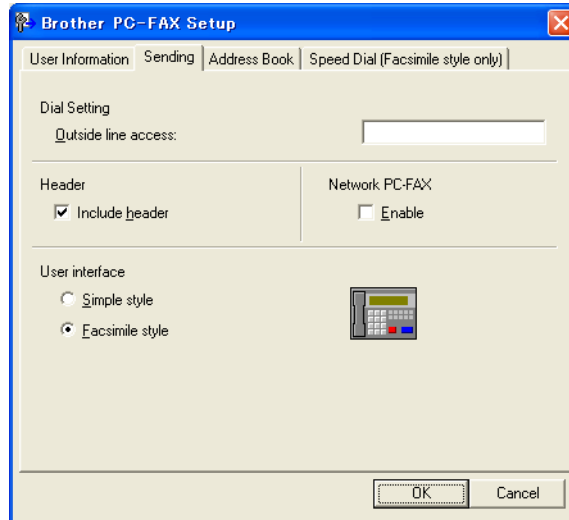 Brother PC-FAX Setup
User Information Sending Address Book Speed Dial (Facsimile style only)
Dial Setting
Outside line access:
Header Network PC-FAX
Include header Enable
User interface
Simple style
Facsimile style
OK Cancel